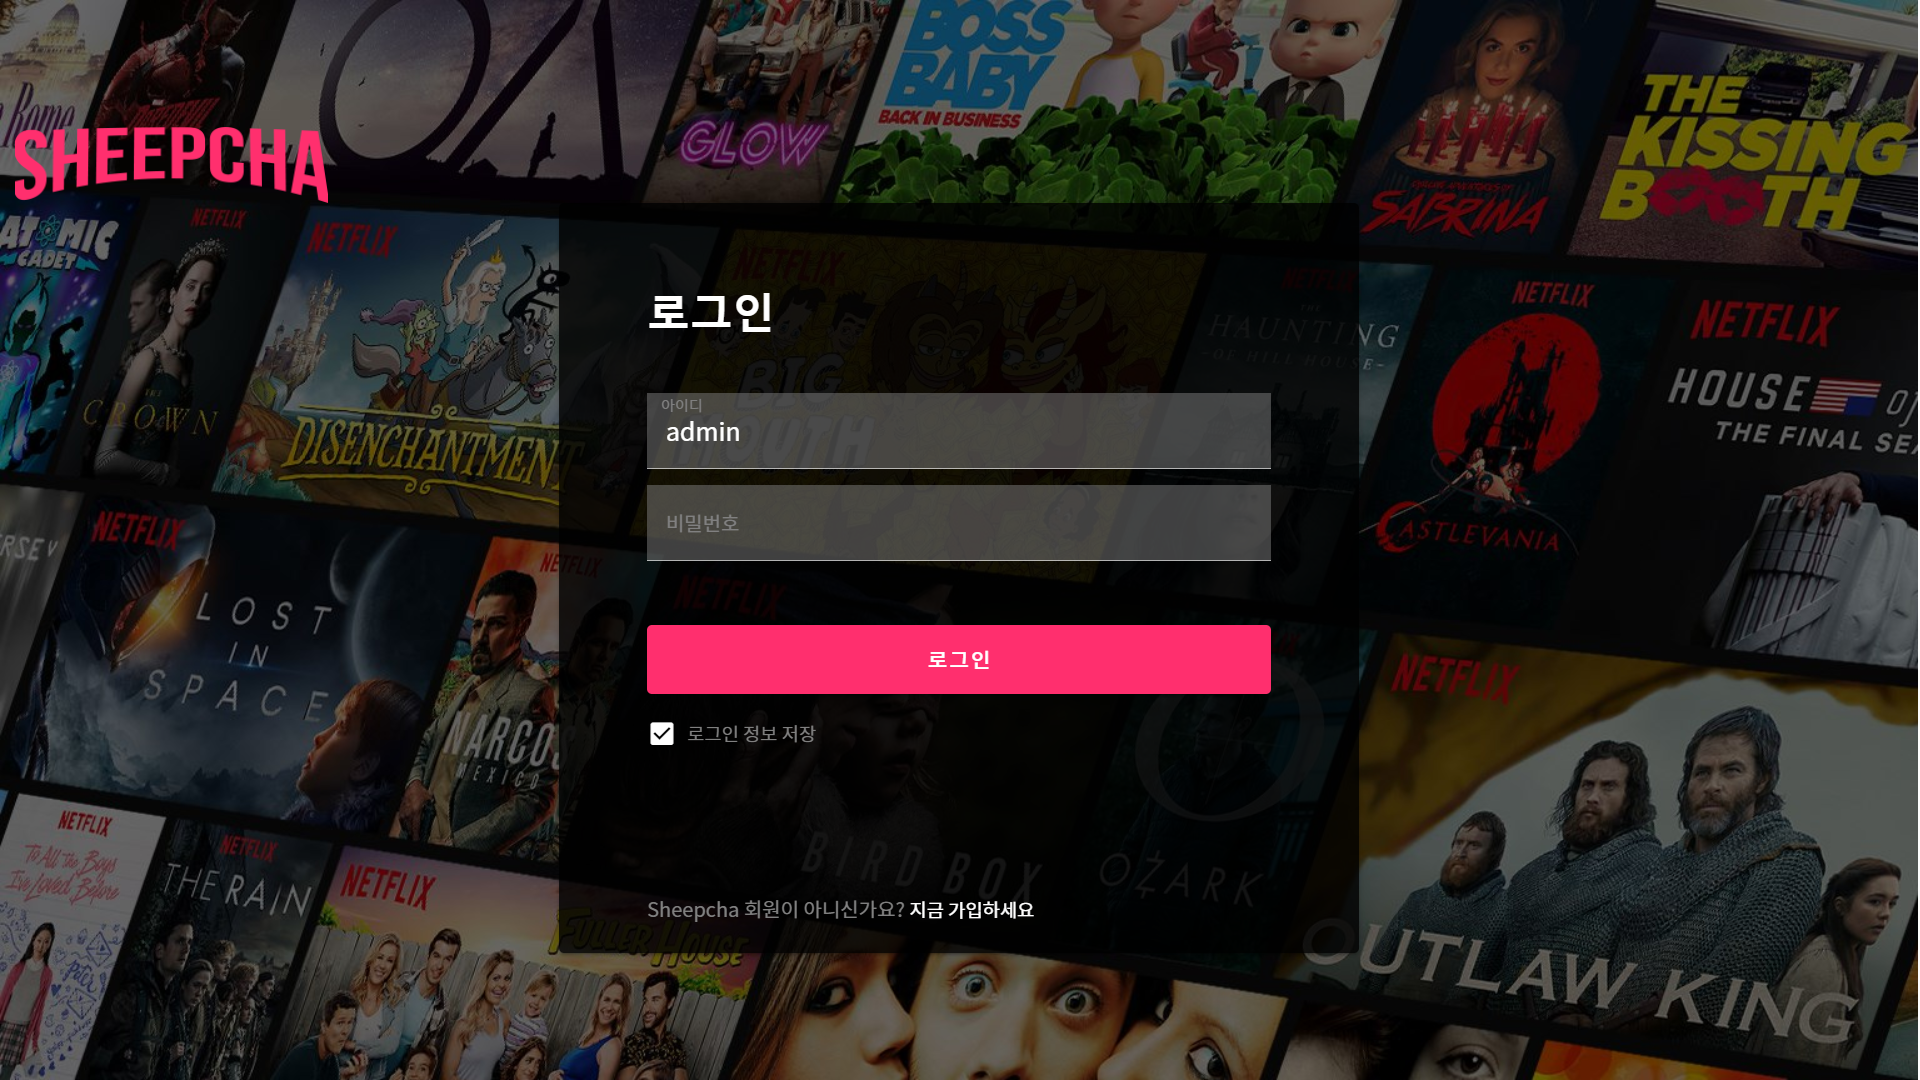 Rome
DAREDEVIL
OA
GLOW
BOSS
BABY
BACK IN BUSINESS
SABRINA
THE
KISSING
BOOTH
SHEEPCHA
ATOMIC
CADET
NETFLIX
THE
CROWN
NETFLIX
DISENCHANTMENT
NETFLIX
BIG
MOUTH
NETFLIX
THE
HAUNTING
-OF HILL HOUSE-
NETFLIX
CASTLEVANIA
NETFLIX
HOUSE of
THE FINAL SEA
로그인
아이디
admin
비밀번호
로그인
로그인 정보 저장
Sheepcha 회원이 아니신가요? 지금 가입하세요
ERSEY
NETFLIX
LOST
IN
SPACE
NETFLIX
NARCOS
MEXICO
NETFLIX
BIRD BOX
OZARK
NETFLIX
OUTLAW KING
NETFLIX
To All the Boys
I've Loved Before
NETFLIX
THE RAIN
NETFLIX
FULLER HOUSE